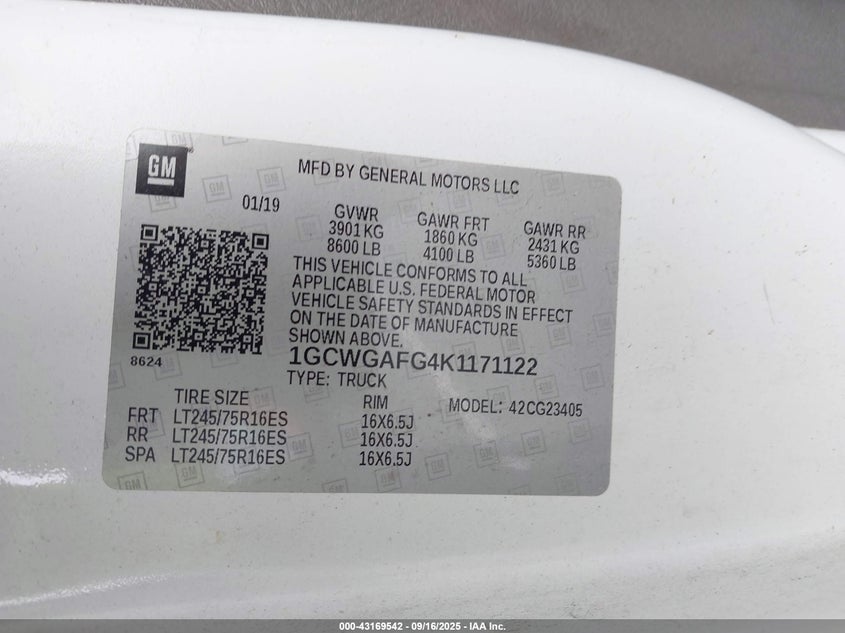 GM
MFD BY GENERAL MOTORS LLC
01/19
GVWR GAWR FRT GAWR RR
3901 KG 1860 KG 2431 KG
8600 LB 4100 LB 5360 LB
THIS VEHICLE CONFORMS TO ALL
APPLICABLE U.S. FEDERAL MOTOR
VEHICLE SAFETY STANDARDS IN EFFECT
ON THE DATE OF MANUFACTURE
SHOWN ABOVE.
8624
1GCWGAFG4K1171122
TYPE: TRUCK
TIRE SIZE RIM MODEL: 42CG23405
FRT LT245/75R16ES 16X6.5J
RR LT245/75R16ES 16X6.5J
SPA LT245/75R16ES 16X6.5J
000-43169542 - 09/16/2025 - IAA Inc.